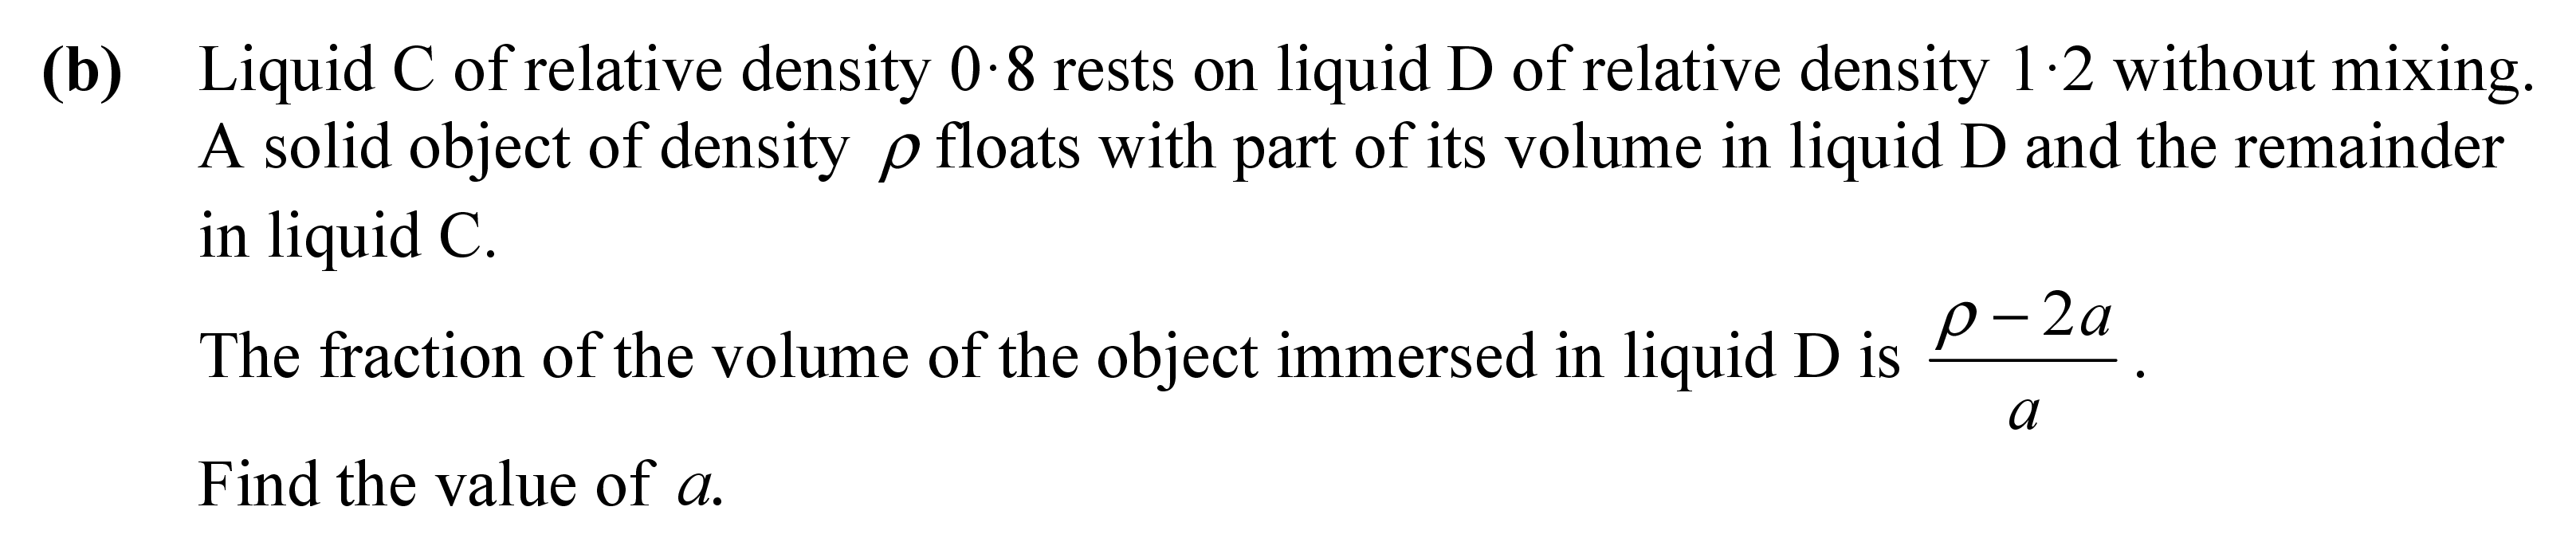 (b) Liquid C of relative density 0·8 rests on liquid D of relative density 1·2 without mixing.
A solid object of density ρ floats with part of its volume in liquid D and the remainder
in liquid C.
The fraction of the volume of the object immersed in liquid D is \frac{ρ − 2a}{a}.
Find the value of a.